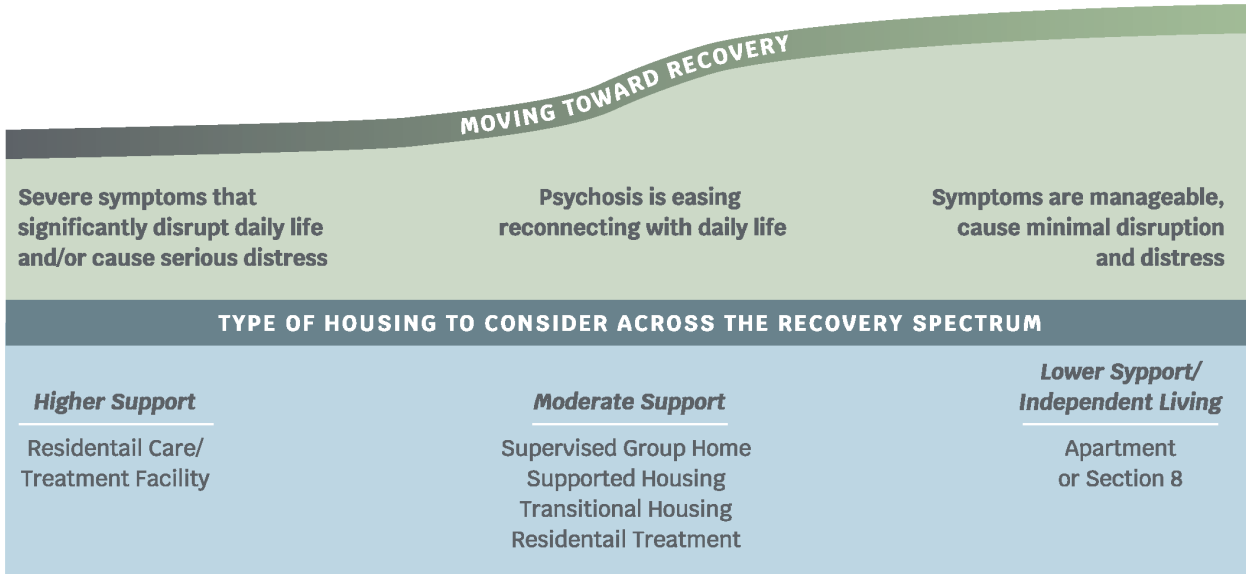 MOVING TOWARD RECOVERY
Severe symptoms that
significantly disrupt daily life
and/or cause serious distress
Psychosis is easing
reconnecting with daily life
Symptoms are manageable,
cause minimal disruption
and distress
TYPE OF HOUSING TO CONSIDER ACROSS THE RECOVERY SPECTRUM
Higher Support
Residentail Care/
Treatment Facility
Moderate Support
Supervised Group Home
Supported Housing
Transitional Housing
Residentail Treatment
Lower Sypport/
Independent Living
Apartment
or Section 8